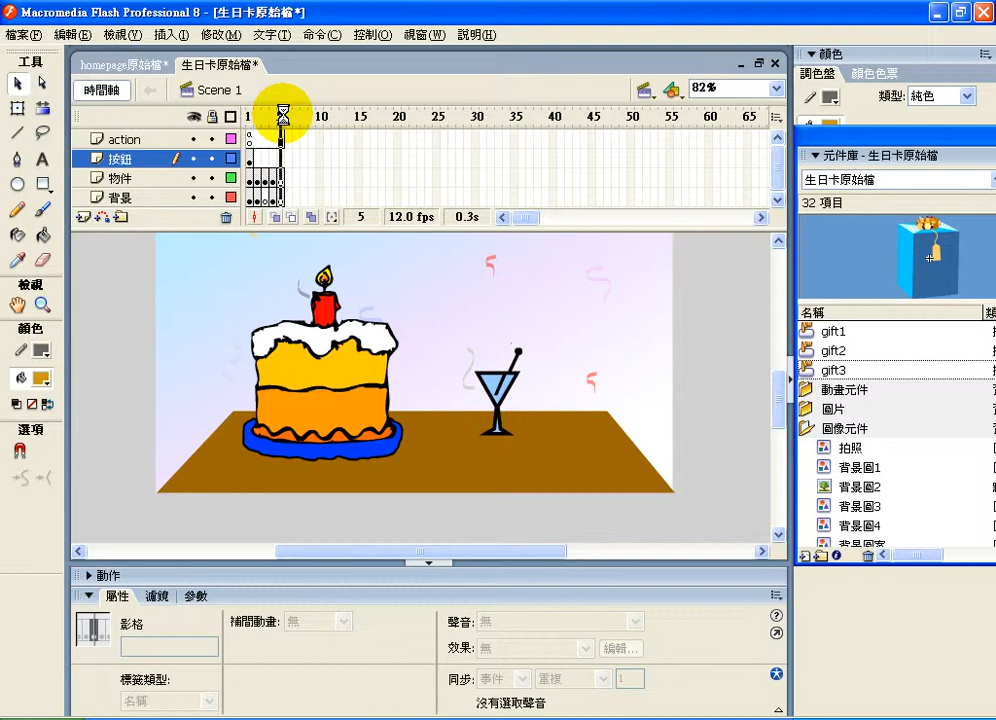 Macromedia Flash Professional 8 - [生日卡原始檔*]
檔案(F) 編輯(E) 檢視(V) 插入(I) 修改(M) 文字(T) 命令(C) 控制(O) 視窗(W) 說明(H)
工具
homepage原始檔* 生日卡原始檔*
時間軸 Scene 1 82%
1 10 15 20 25 30 35 40 45 50 55 60 65
action
按鈕
物件
背景
5 12.0 fps 0.3s
檢視
顏色
選項
顏色
調色盤 顏色色票
類型: 純色
元件庫 - 生日卡原始檔
生日卡原始檔
32 項目
名稱
gift1
gift2
gift3
動畫元件
圖片
圖像元件
拍照
背景圖1
背景圖2
背景圖3
背景圖4
背景圖案
動作
屬性 濾鏡 參數
影格 補間動畫: 無 聲音: 無
效果: 無 編輯...
標籤類型: 同步: 事件 重複 1
名稱 沒有選取聲音